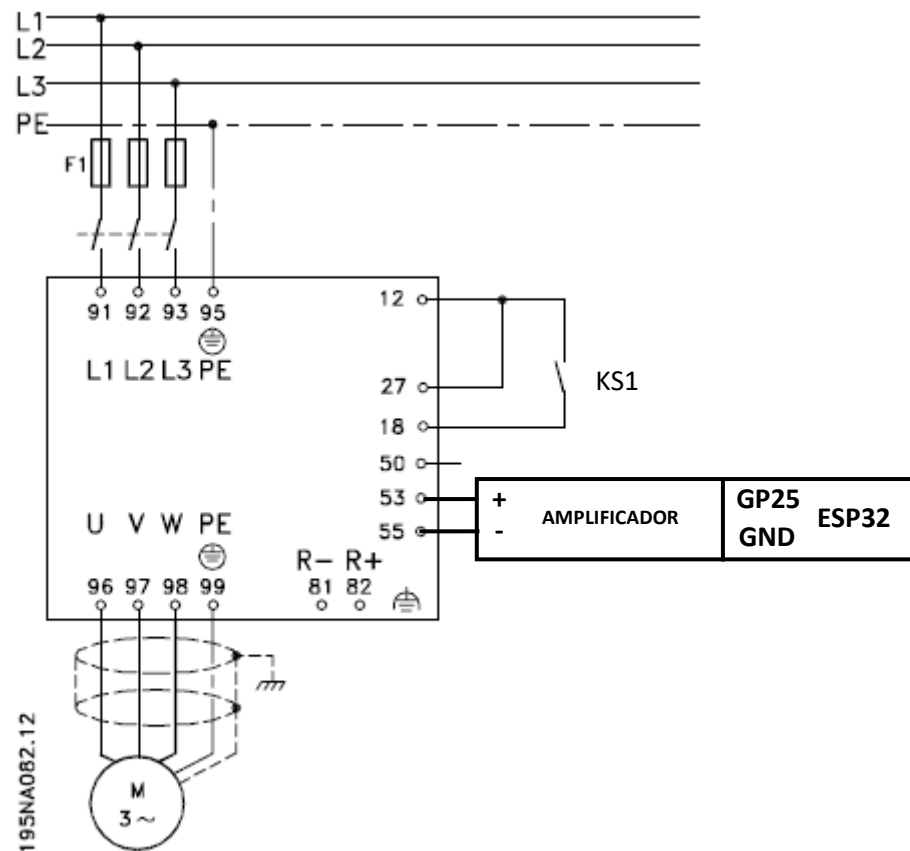 L1
L2
L3
PE
F1
91 92 93 95
L1 L2 L3 PE
12
27
18
50
53
55
KS1
+
-
AMPLIFICADOR
GP25
GND
ESP32
U V W PE
96 97 98 99
R- R+
81 82
M
3~
195NA082.12